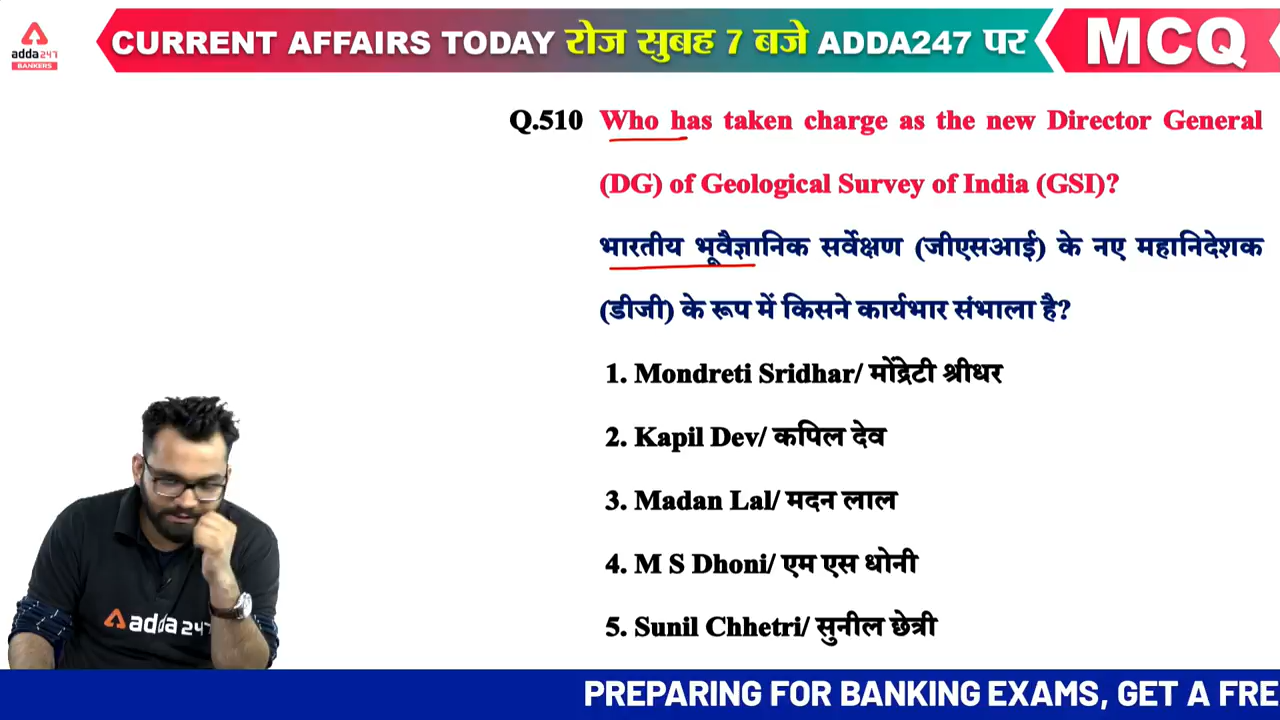 CURRENT AFFAIRS TODAY रोज सुबह 7 बजे ADDA247 पर
MCQ
adda247
BANKERS
Q.510 Who has taken charge as the new Director General
(DG) of Geological Survey of India (GSI)?
भारतीय भूवैज्ञानिक सर्वेक्षण (जीएसआई) के नए महानिदेशक
(डीजी) के रूप में किसने कार्यभार संभाला है?
1. Mondreti Sridhar/ मोंद्रेटी श्रीधर
2. Kapil Dev/ कपिल देव
3. Madan Lal/ मदन लाल
4. M S Dhoni/ एम एस धोनी
5. Sunil Chhetri/ सुनील छेत्री
adda247
PREPARING FOR BANKING EXAMS, GET A FRE